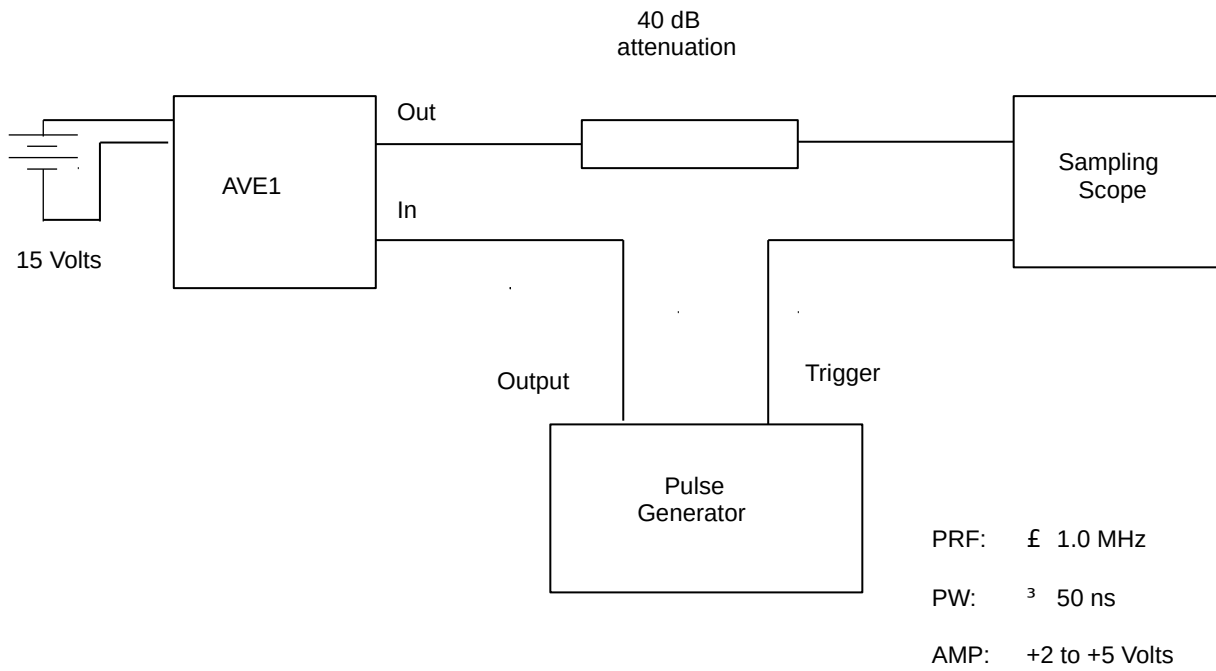 40 dB
attenuation
Out
AVE1
Sampling
Scope
In
15 Volts
Output
Trigger
Pulse
Generator
PRF: £ 1.0 MHz
PW: ³ 50 ns
AMP: +2 to +5 Volts